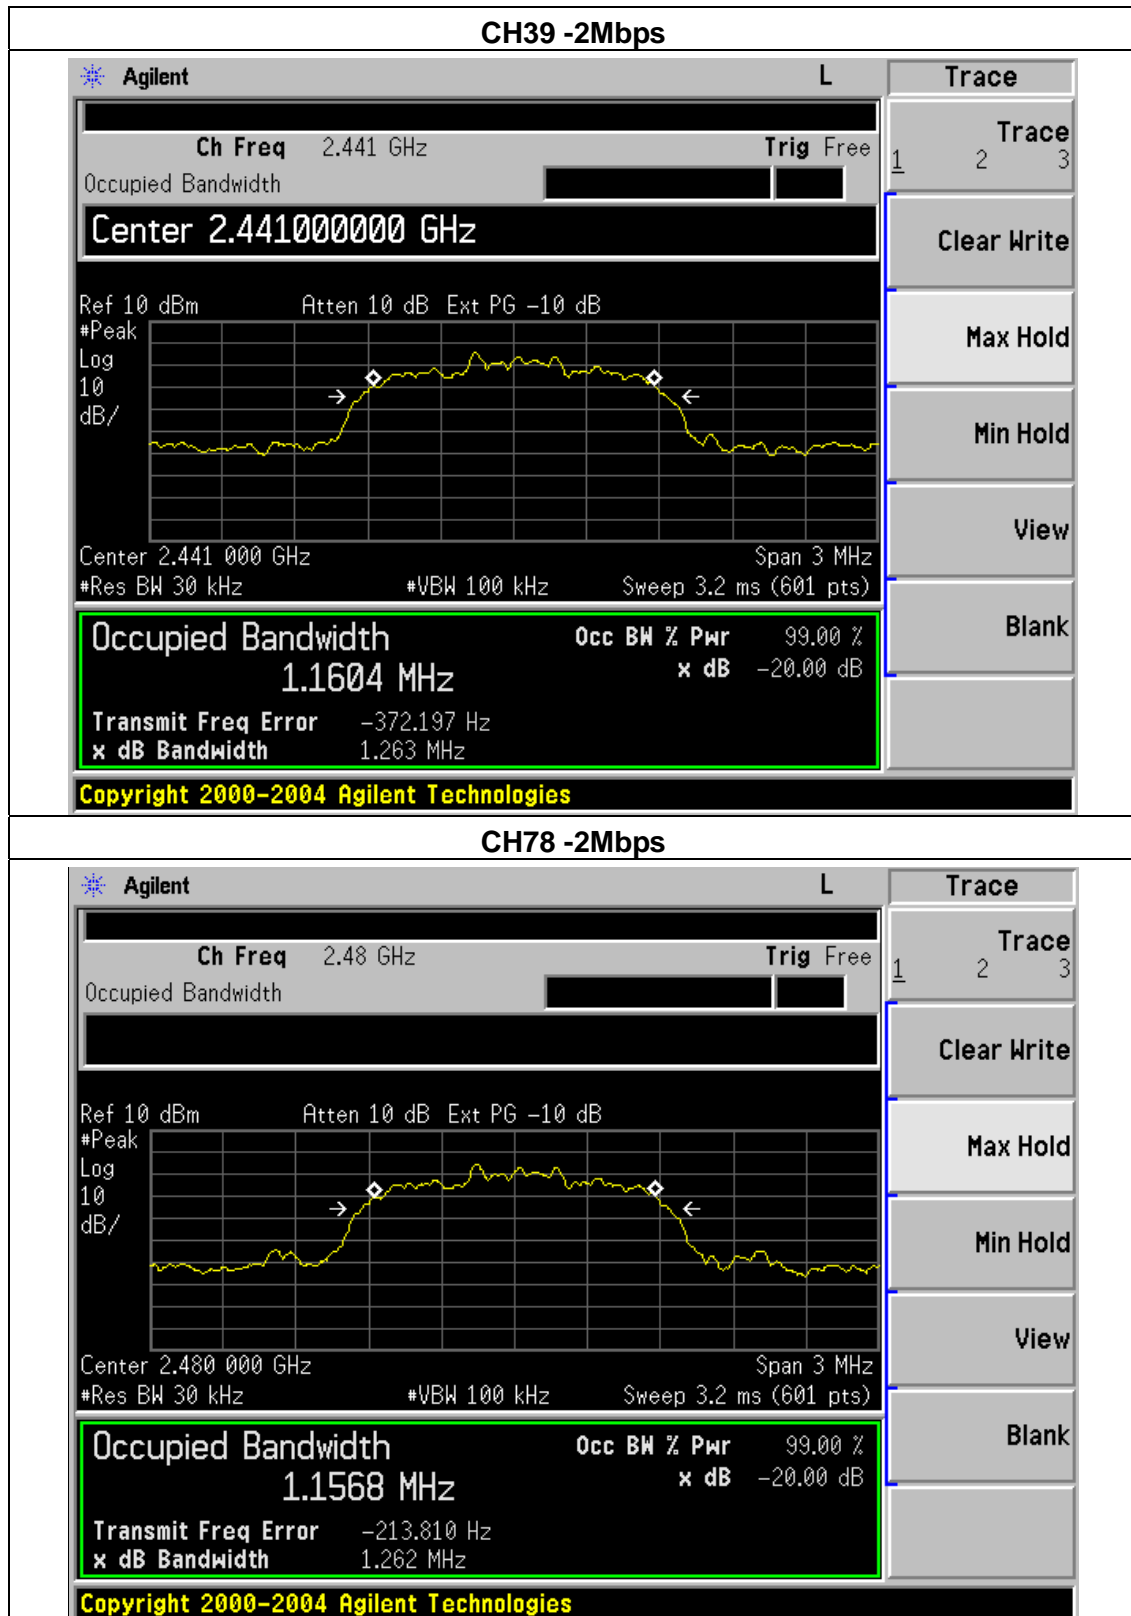 CH39 -2Mbps
Agilent L Trace
Ch Freq 2.441 GHz Trig Free
Trace
1 2 3
Occupied Bandwidth
Center 2.441000000 GHz
Clear Write
Ref 10 dBm Atten 10 dB Ext PG -10 dB
#Peak
Log
10
dB/
Max Hold
Min Hold
View
Center 2.441 000 GHz Span 3 MHz
#Res BW 30 kHz #VBW 100 kHz Sweep 3.2 ms (601 pts)
Blank
Occupied Bandwidth Occ BW % Pwr 99.00 %
1.1604 MHz x dB -20.00 dB
Transmit Freq Error -372.197 Hz
x dB Bandwidth 1.263 MHz
Copyright 2000-2004 Agilent Technologies
CH78 -2Mbps
Agilent L Trace
Ch Freq 2.48 GHz Trig Free
Trace
1 2 3
Occupied Bandwidth
Clear Write
Ref 10 dBm Atten 10 dB Ext PG -10 dB
#Peak
Log
10
dB/
Max Hold
Min Hold
View
Center 2.480 000 GHz Span 3 MHz
#Res BW 30 kHz #VBW 100 kHz Sweep 3.2 ms (601 pts)
Blank
Occupied Bandwidth Occ BW % Pwr 99.00 %
1.1568 MHz x dB -20.00 dB
Transmit Freq Error -213.810 Hz
x dB Bandwidth 1.262 MHz
Copyright 2000-2004 Agilent Technologies